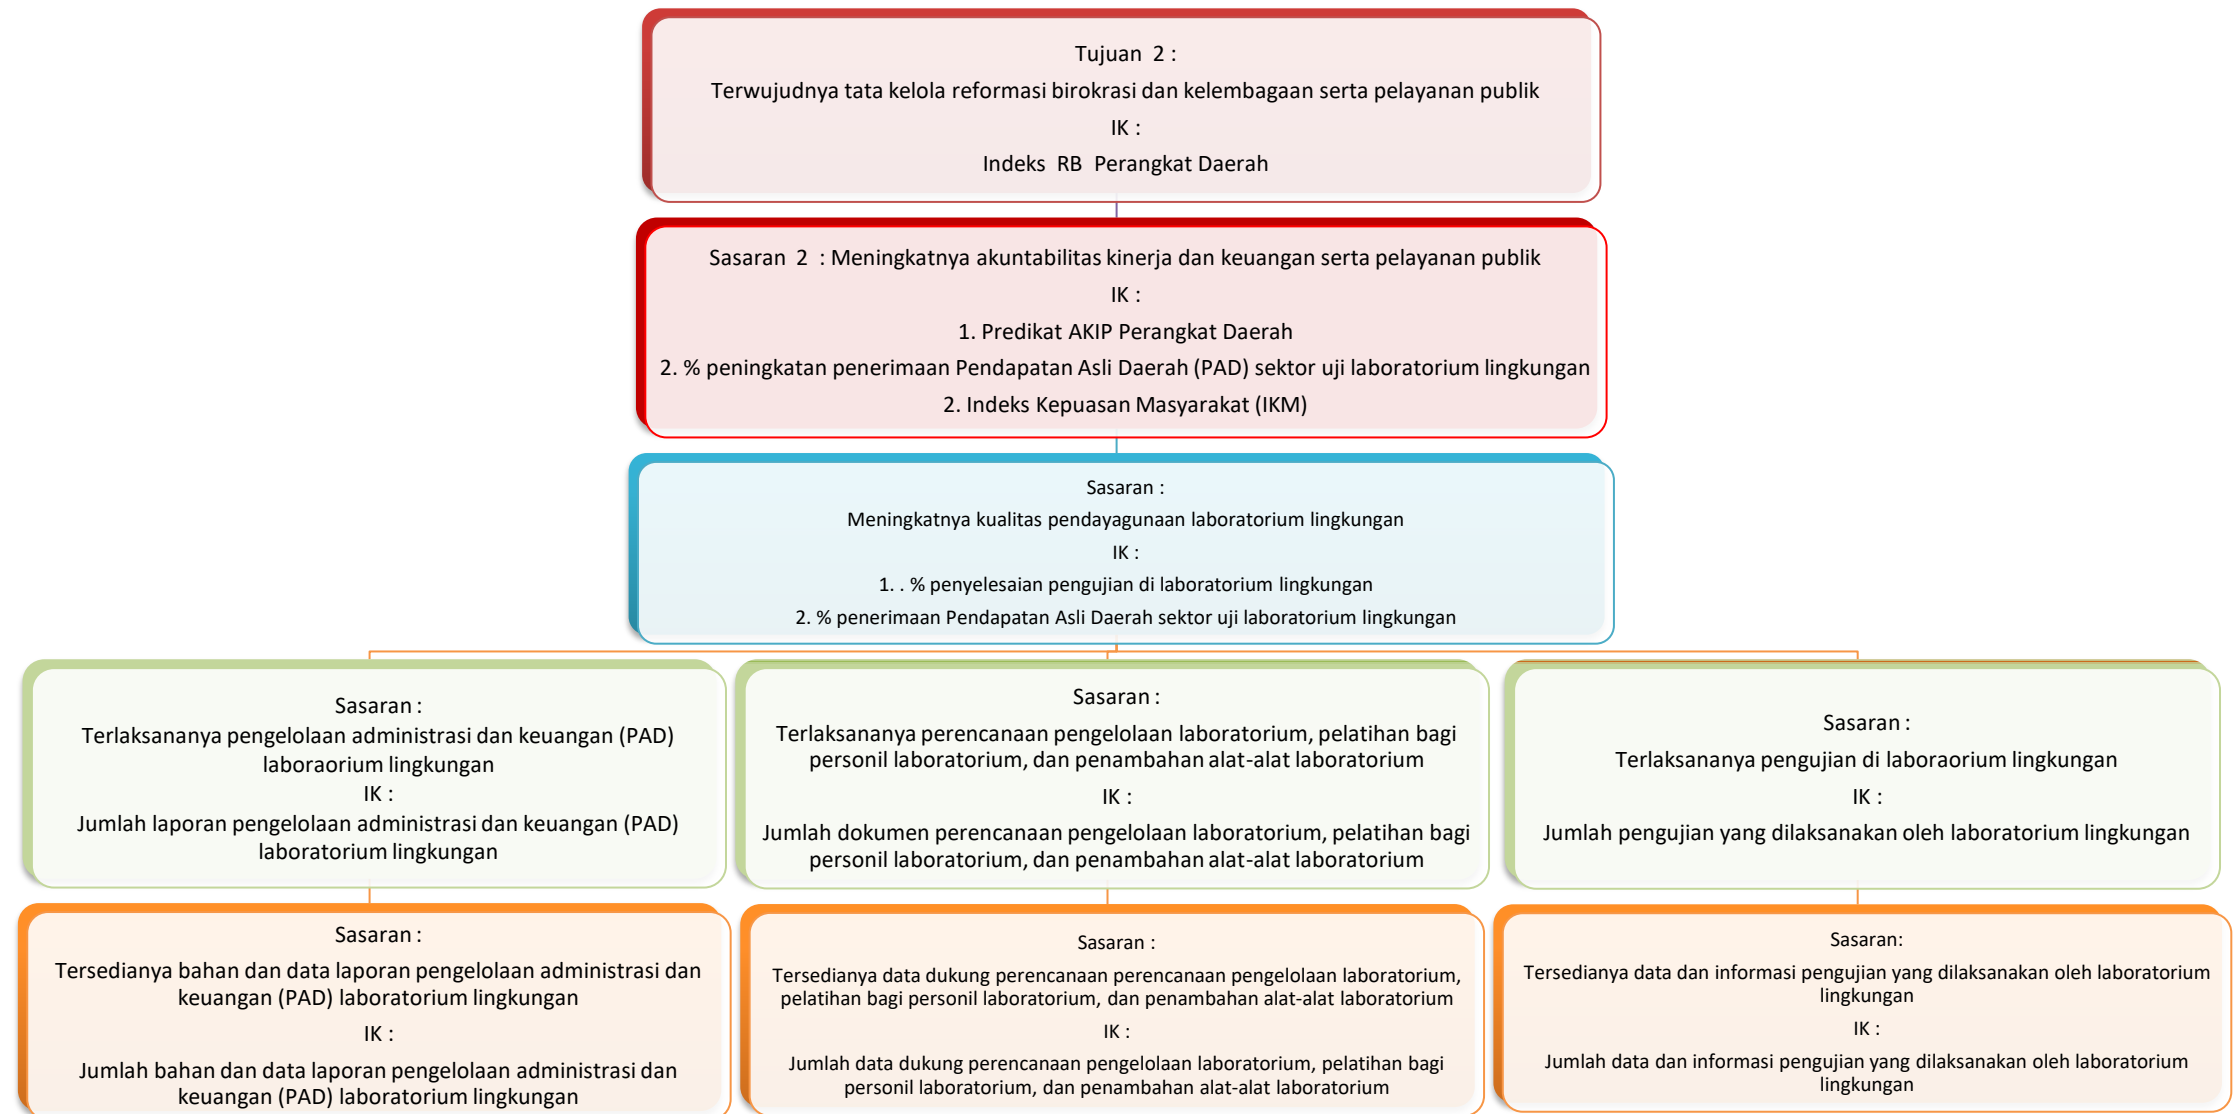 Tujuan 2 :
Terwujudnya tata kelola reformasi birokrasi dan kelembagaan serta pelayanan publik
IK :
Indeks RB Perangkat Daerah
Sasaran 2 : Meningkatnya akuntabilitas kinerja dan keuangan serta pelayanan publik
IK :
1. Predikat AKIP Perangkat Daerah
2. % peningkatan penerimaan Pendapatan Asli Daerah (PAD) sektor uji laboratorium lingkungan
2. Indeks Kepuasan Masyarakat (IKM)
Sasaran :
Meningkatnya kualitas pendayagunaan laboratorium lingkungan
IK :
1. . % penyelesaian pengujian di laboratorium lingkungan
2. % penerimaan Pendapatan Asli Daerah sektor uji laboratorium lingkungan
Sasaran :
Terlaksananya pengelolaan administrasi dan keuangan (PAD)
laboraorium lingkungan
IK :
Jumlah laporan pengelolaan administrasi dan keuangan (PAD)
laboratorium lingkungan
Sasaran :
Terlaksananya perencanaan pengelolaan laboratorium, pelatihan bagi
personil laboratorium, dan penambahan alat-alat laboratorium
IK :
Jumlah dokumen perencanaan pengelolaan laboratorium, pelatihan bagi
personil laboratorium, dan penambahan alat-alat laboratorium
Sasaran :
Terlaksananya pengujian di laboraorium lingkungan
IK :
Jumlah pengujian yang dilaksanakan oleh laboratorium lingkungan
Sasaran :
Tersedianya bahan dan data laporan pengelolaan administrasi dan
keuangan (PAD) laboratorium lingkungan
IK :
Jumlah bahan dan data laporan pengelolaan administrasi dan
keuangan (PAD) laboratorium lingkungan
Sasaran :
Tersedianya data dukung perencanaan perencanaan pengelolaan laboratorium,
pelatihan bagi personil laboratorium, dan penambahan alat-alat laboratorium
IK :
Jumlah data dukung perencanaan pengelolaan laboratorium, pelatihan bagi
personil laboratorium, dan penambahan alat-alat laboratorium
Sasaran:
Tersedianya data dan informasi pengujian yang dilaksanakan oleh laboratorium
lingkungan
IK :
Jumlah data dan informasi pengujian yang dilaksanakan oleh laboratorium
lingkungan